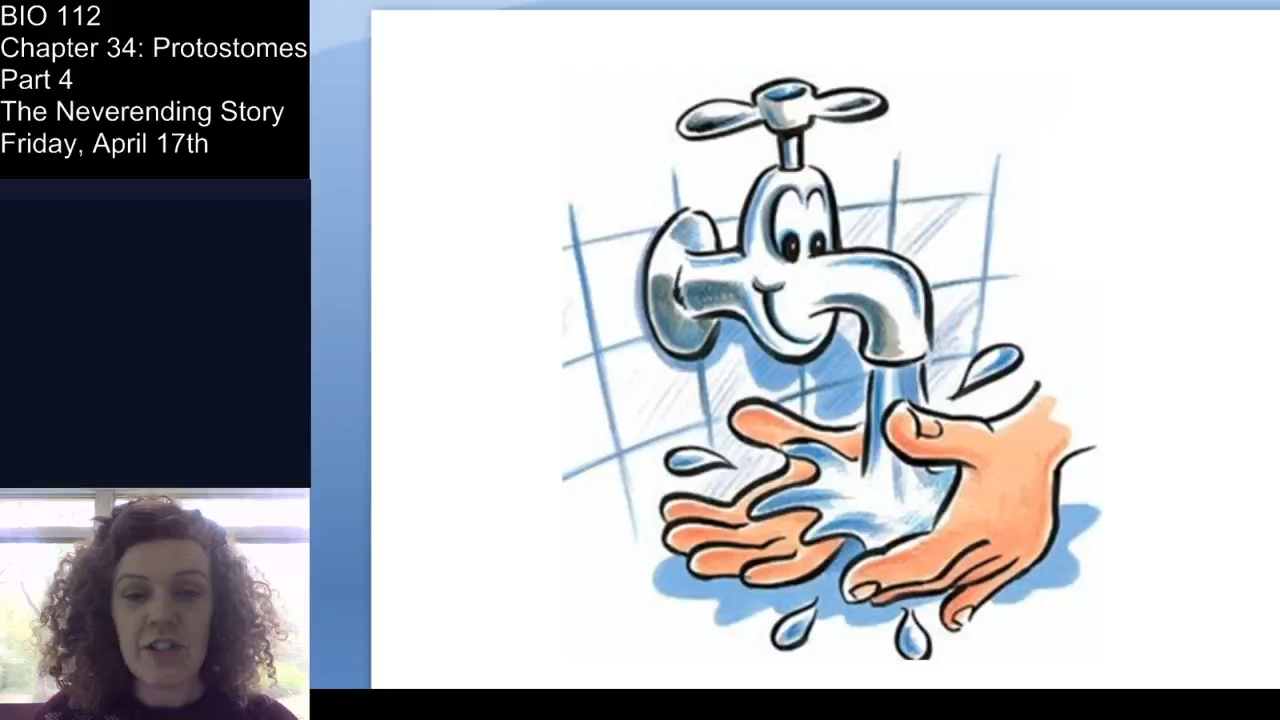 BIO 112
Chapter 34: Protostomes
Part 4
The Neverending Story
Friday, April 17th